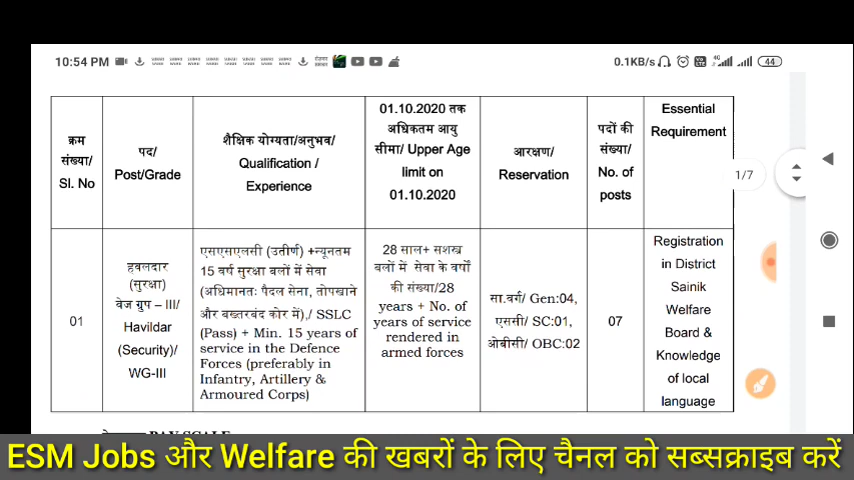 10:54 PM
0.1KB/s
4G
44
क्रम
संख्या/
Sl. No
पद/
Post/Grade
शैक्षिक योग्यता/अनुभव/
Qualification /
Experience
01.10.2020 तक
अधिकतम आयु
सीमा/ Upper Age
limit on
01.10.2020
आरक्षण/
Reservation
पदों की
संख्या/
No. of
posts
Essential
Requirement
1/7
01
हवलदार
(सुरक्षा)
वेज ग्रुप – III/
Havildar
(Security)/
WG-III
एसएसएलसी (उतीर्ण) +न्यूनतम
15 वर्ष सुरक्षा बलों में सेवा
(अधिमानतः पैदल सेना, तोपखाने
और बख्तरबंद कोर में)./ SSLC
(Pass) + Min. 15 years of
service in the Defence
Forces (preferably in
Infantry, Artillery &
Armoured Corps)
28 साल+ सशस्त्र
बलों में सेवा के वर्षों
की संख्या/28
years + No. of
years of service
rendered in
armed forces
सा.वर्ग/ Gen:04,
एससी/ SC:01,
ओबीसी/ OBC:02
07
Registration
in District
Sainik
Welfare
Board &
Knowledge
of local
language
PAY SCALE
ESM Jobs और Welfare की खबरों के लिए चैनल को सब्सक्राइब करें